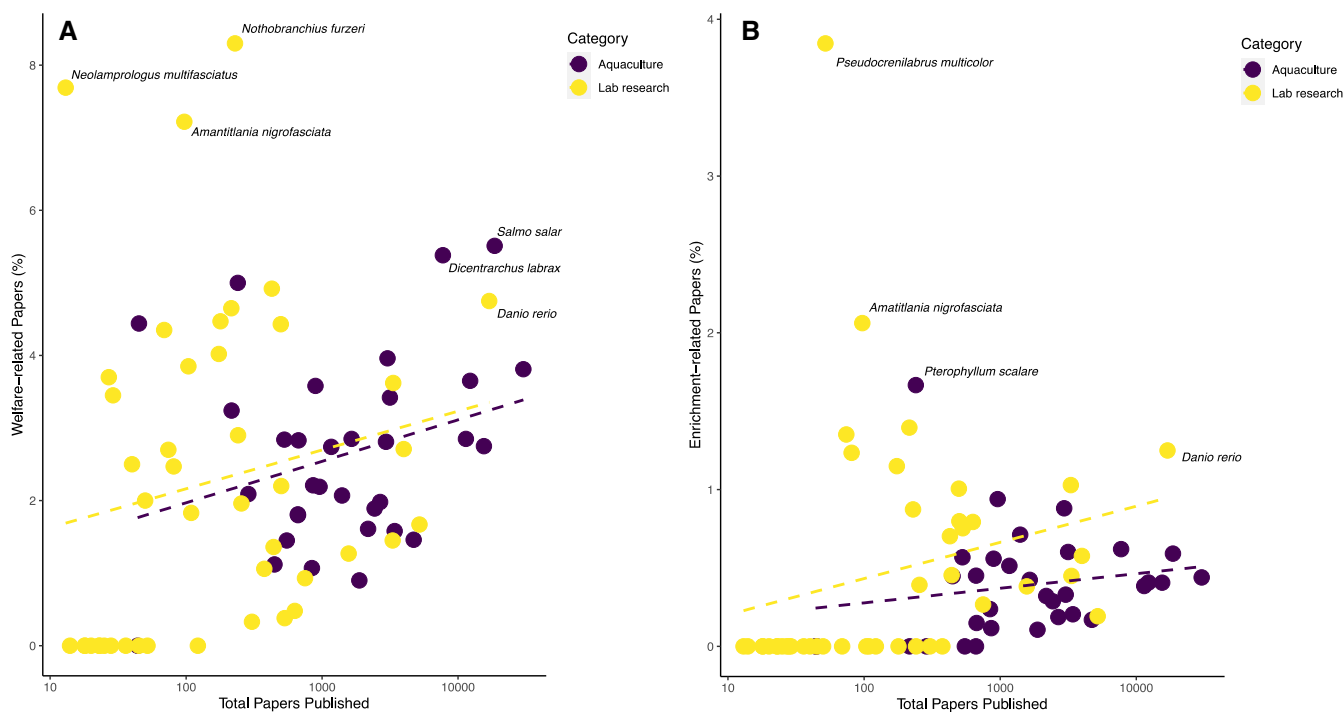 A
Nothobranchius furzeri
Neolamprologus multifasciatus
Amantitlania nigrofasciata
Salmo salar
Dicentrarchus labrax
Danio rerio
Category
Aquaculture
Lab research
Welfare−related Papers (%)
8
6
4
2
0
10
100
1000
10000
Total Papers Published
B
Pseudocrenilabrus multicolor
Amatitlania nigrofasciata
Pterophyllum scalare
Danio rerio
Category
Aquaculture
Lab research
Enrichment−related Papers (%)
4
3
2
1
0
10
100
1000
10000
Total Papers Published